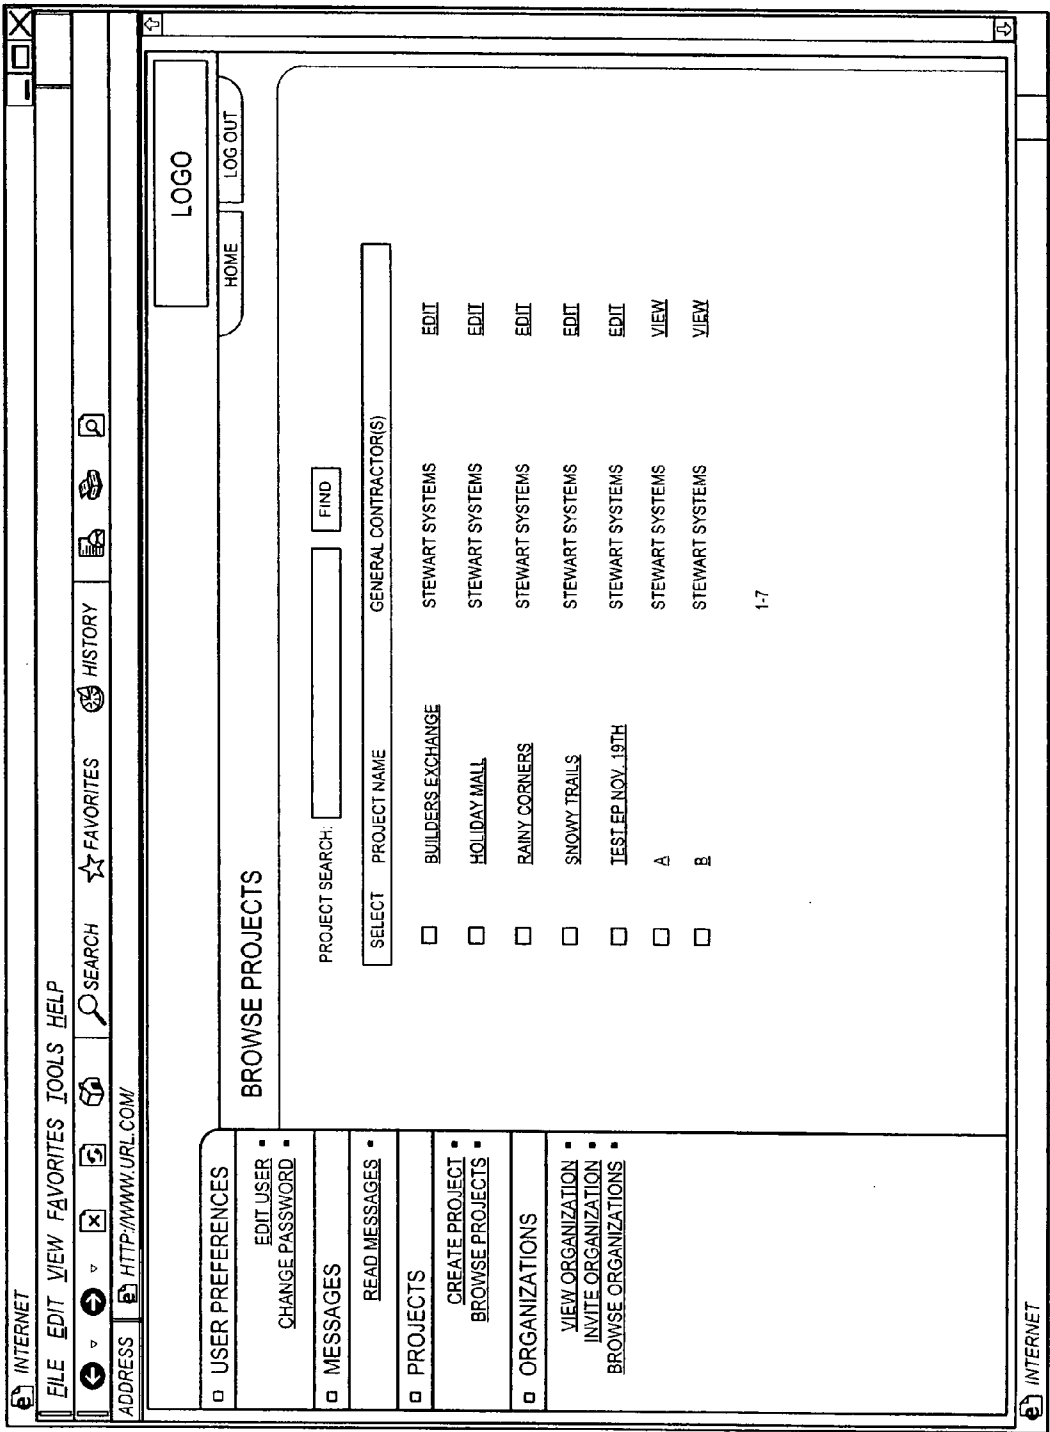 INTERNET
FILE EDIT VIEW FAVORITES TOOLS HELP
SEARCH FAVORITES HISTORY
ADDRESS HTTP://WWW.URL.COM/
LOGO
HOME LOG OUT
USER PREFERENCES
EDIT USER
CHANGE PASSWORD
MESSAGES
READ MESSAGES
PROJECTS
CREATE PROJECT
BROWSE PROJECTS
ORGANIZATIONS
VIEW ORGANIZATION
INVITE ORGANIZATION
BROWSE ORGANIZATIONS
BROWSE PROJECTS
PROJECT SEARCH: FIND
SELECT PROJECT NAME GENERAL CONTRACTOR(S)
BUILDERS EXCHANGE STEWART SYSTEMS EDIT
HOLIDAY MALL STEWART SYSTEMS EDIT
RAINY CORNERS STEWART SYSTEMS EDIT
SNOWY TRAILS STEWART SYSTEMS EDIT
TEST EP NOV. 19TH STEWART SYSTEMS EDIT
A STEWART SYSTEMS VIEW
B STEWART SYSTEMS VIEW
1-7
INTERNET